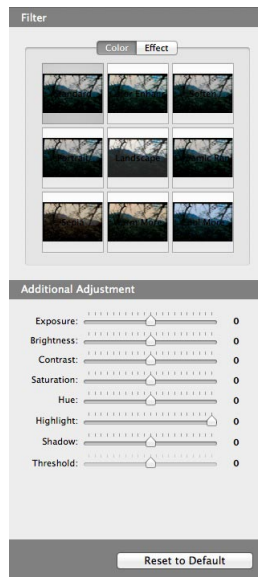 Filter
Color Effect
Landscape
Additional Adjustment
Exposure: 0
Brightness: 0
Contrast: 0
Saturation: 0
Hue: 0
Highlight: 0
Shadow: 0
Threshold: 0
Reset to Default